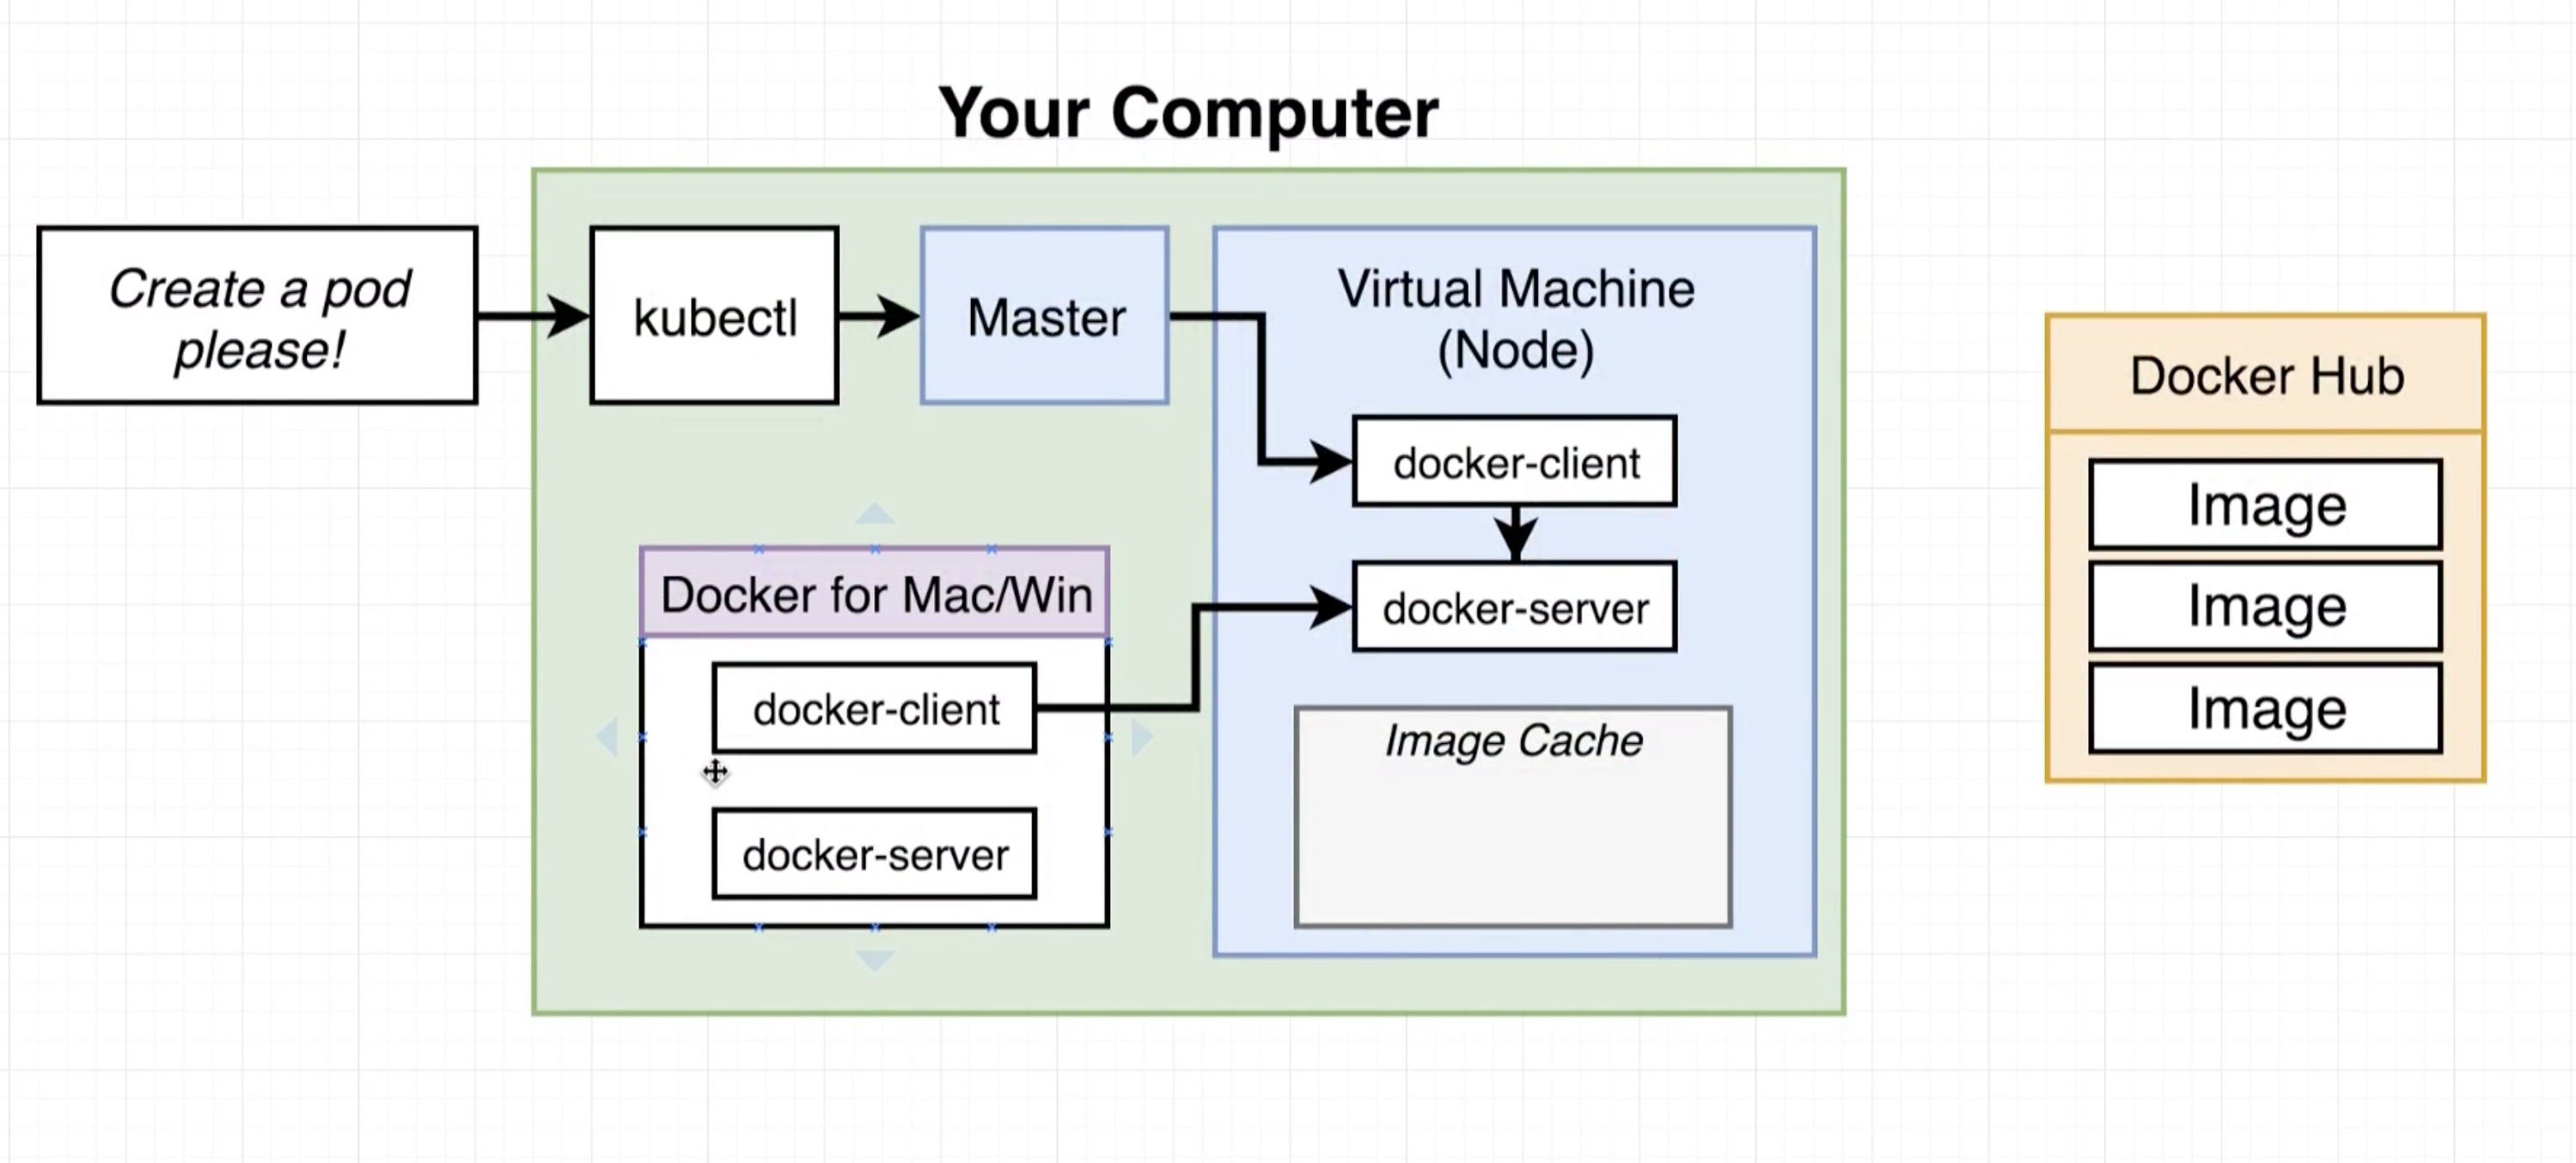 Your Computer
Create a pod
please!
kubectl
Master
Virtual Machine
(Node)
docker-client
docker-server
Image Cache
Docker for Mac/Win
docker-client
docker-server
Docker Hub
Image
Image
Image